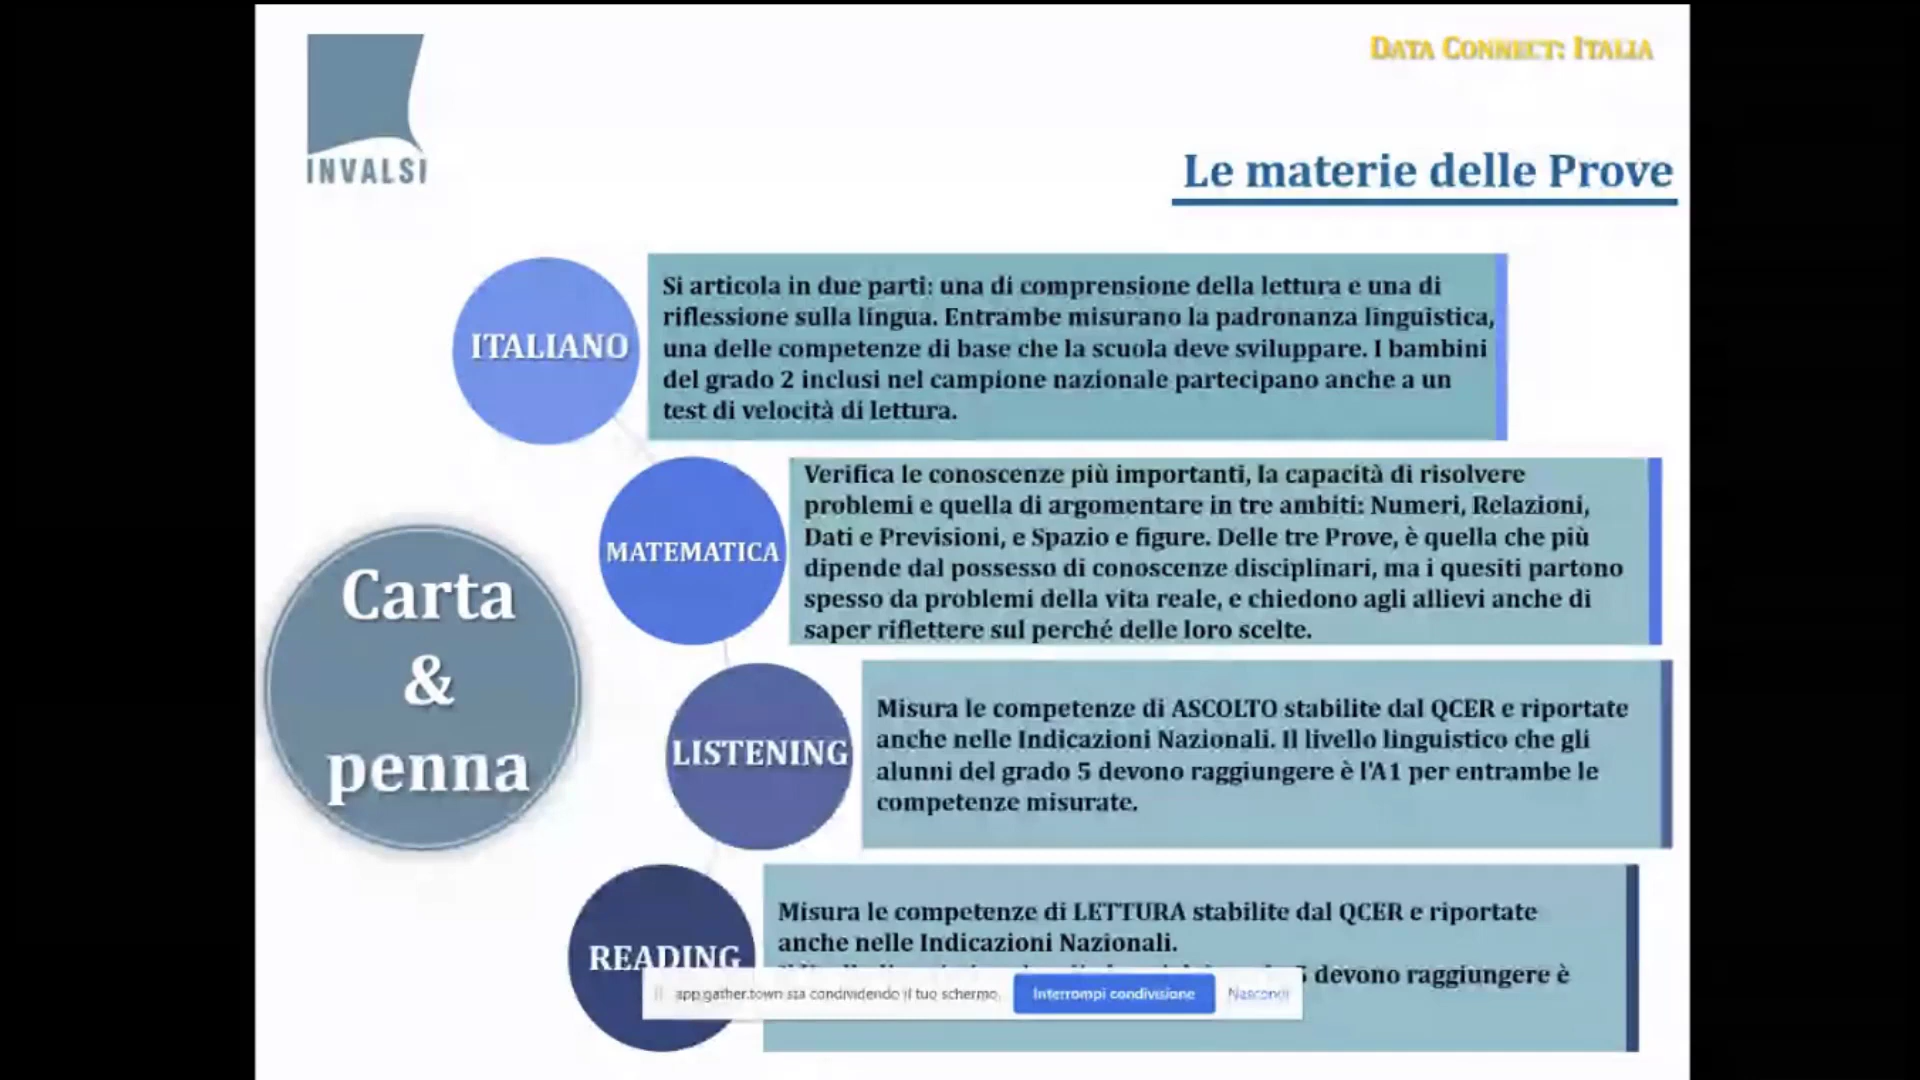 INVALSI
DATA CONNECT: ITALIA
Le materie delle Prove
ITALIANO
Si articola in due parti: una di comprensione della lettura e una di
riflessione sulla lingua. Entrambe misurano la padronanza linguistica,
una delle competenze di base che la scuola deve sviluppare. I bambini
del grado 2 inclusi nel campione nazionale partecipano anche a un
test di velocità di lettura.
MATEMATICA
Verifica le conoscenze più importanti, la capacità di risolvere
problemi e quella di argomentare in tre ambiti: Numeri, Relazioni,
Dati e Previsioni, e Spazio e figure. Delle tre Prove, è quella che più
dipende dal possesso di conoscenze disciplinari, ma i quesiti partono
spesso da problemi della vita reale, e chiedono agli allievi anche di
saper riflettere sul perché delle loro scelte.
Carta
&
penna
LISTENING
Misura le competenze di ASCOLTO stabilite dal QCER e riportate
anche nelle Indicazioni Nazionali. Il livello linguistico che gli
alunni del grado 5 devono raggiungere è l'A1 per entrambe le
competenze misurate.
READING
Misura le competenze di LETTURA stabilite dal QCER e riportate
anche nelle Indicazioni Nazionali.
5 devono raggiungere è
app.gather.town sta condividendo il tuo schermo.
Interrompi condivisione
Nascondi